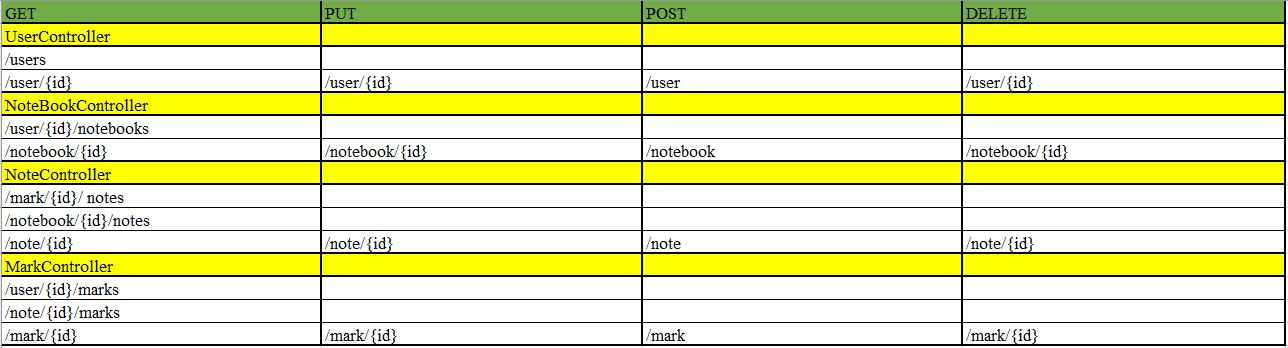 GET PUT POST DELETE
UserController
/users
/user/{id} /user/{id} /user /user/{id}
NoteBookController
/user/{id}/notebooks
/notebook/{id} /notebook/{id} /notebook /notebook/{id}
NoteController
/mark/{id}/ notes
/notebook/{id}/notes
/note/{id} /note/{id} /note /note/{id}
MarkController
/user/{id}/marks
/note/{id}/marks
/mark/{id} /mark/{id} /mark /mark/{id}